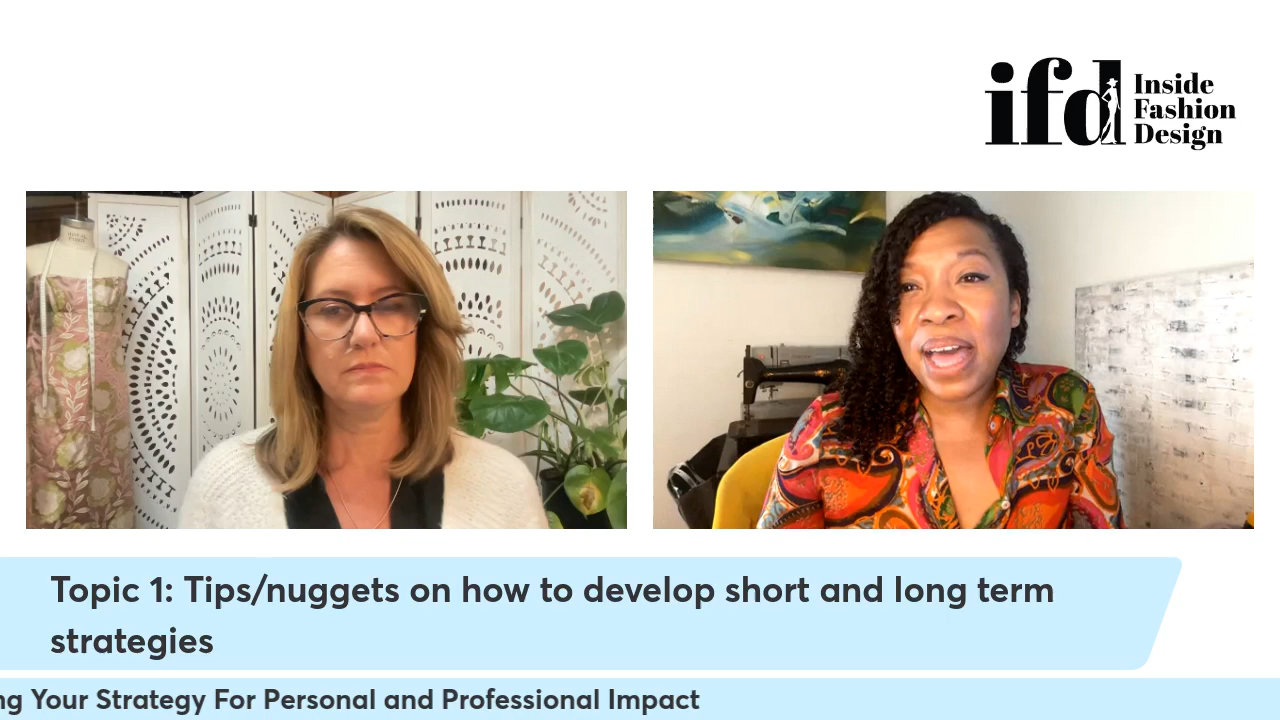 ifd
Inside
Fashion
Design
Topic 1: Tips/nuggets on how to develop short and long term
strategies
ng Your Strategy For Personal and Professional Impact